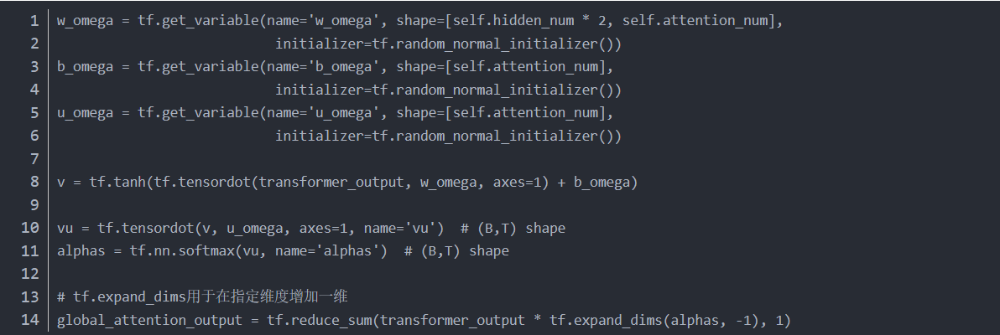 1 w_omega = tf.get_variable(name='w_omega', shape=[self.hidden_num * 2, self.attention_num],
2                           initializer=tf.random_normal_initializer())
3 b_omega = tf.get_variable(name='b_omega', shape=[self.attention_num],
4                           initializer=tf.random_normal_initializer())
5 u_omega = tf.get_variable(name='u_omega', shape=[self.attention_num],
6                           initializer=tf.random_normal_initializer())
7
8 v = tf.tanh(tf.tensordot(transformer_output, w_omega, axes=1) + b_omega)
9
10 vu = tf.tensordot(v, u_omega, axes=1, name='vu')  # (B,T) shape
11 alphas = tf.nn.softmax(vu, name='alphas')  # (B,T) shape
12
13 # tf.expand_dims用于在指定维度增加一维
14 global_attention_output = tf.reduce_sum(transformer_output * tf.expand_dims(alphas, -1), 1)